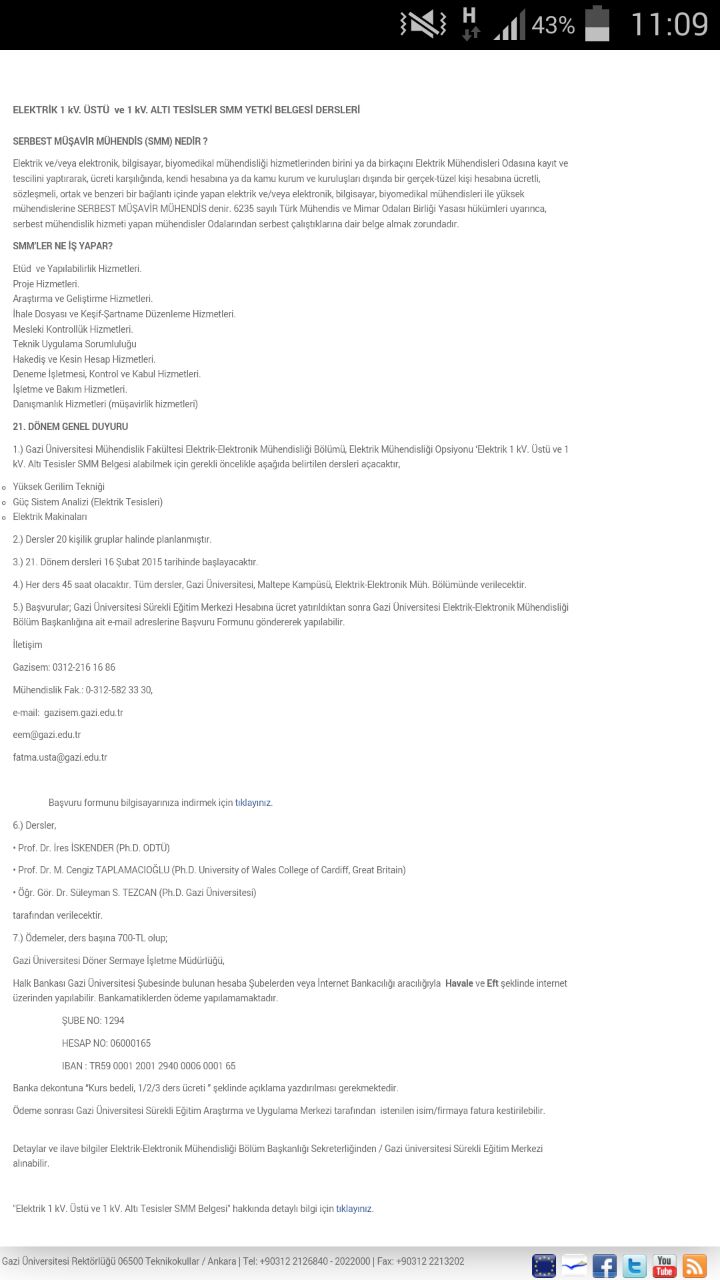 H 43% 11:09
ELEKTRİK 1 kV. ÜSTÜ ve 1 kV. ALTI TESİSLER SMM YETKİ BELGESİ DERSLERİ
SERBEST MÜŞAVİR MÜHENDİS (SMM) NEDİR ?
Elektrik ve/veya elektronik, bilgisayar, biyomedikal mühendisliği hizmetlerinden birini ya da birkaçını Elektrik Mühendisleri Odasına kayıt ve
tescilini yaptırarak, ücreti karşılığında, kendi hesabına ya da kamu kurum ve kuruluşları dışında bir gerçek-tüzel kişi hesabına ücretli,
sözleşmeli, ortak ve benzeri bir bağlantı içinde yapan elektrik ve/veya elektronik, bilgisayar, biyomedikal mühendisleri ile yüksek
mühendislerine SERBEST MÜŞAVİR MÜHENDİS denir. 6235 sayılı Türk Mühendis ve Mimar Odaları Birliği Yasası hükümleri uyarınca,
serbest mühendislik hizmeti yapan mühendisler Odalarından serbest çalıştıklarına dair belge almak zorundadır.
SMM'LER NE İŞ YAPAR?
Etüd ve Yapılabilirlik Hizmetleri.
Proje Hizmetleri.
Araştırma ve Geliştirme Hizmetleri.
İhale Dosyası ve Keşif-Şartname Düzenleme Hizmetleri.
Mesleki Kontrollük Hizmetleri.
Teknik Uygulama Sorumluluğu
Hakediş ve Kesin Hesap Hizmetleri.
Deneme İşletmesi, Kontrol ve Kabul Hizmetleri.
İşletme ve Bakım Hizmetleri.
Danışmanlık Hizmetleri (müşavirlik hizmetleri)
21. DÖNEM GENEL DUYURU
1.) Gazi Üniversitesi Mühendislik Fakültesi Elektrik-Elektronik Mühendisliği Bölümü, Elektrik Mühendisliği Opsiyonu 'Elektrik 1 kV. Üstü ve 1
kV. Altı Tesisler SMM Belgesi alabilmek için gerekli öncelikle aşağıda belirtilen dersleri açacaktır,
Yüksek Gerilim Tekniği
Güç Sistem Analizi (Elektrik Tesisleri)
Elektrik Makinaları
2.) Dersler 20 kişilik gruplar halinde planlanmıştır.
3.) 21. Dönem dersleri 16 Şubat 2015 tarihinde başlayacaktır.
4.) Her ders 45 saat olacaktır. Tüm dersler, Gazi Üniversitesi, Maltepe Kampüsü, Elektrik-Elektronik Müh. Bölümünde verilecektir.
5.) Başvurular; Gazi Üniversitesi Sürekli Eğitim Merkezi Hesabına ücret yatırıldıktan sonra Gazi Üniversitesi Elektrik-Elektronik Mühendisliği
Bölüm Başkanlığına ait e-mail adreslerine Başvuru Formunu göndererek yapılabilir.
İletişim
Gazisem: 0312-216 16 86
Mühendislik Fak.: 0-312-582 33 30,
e-mail: gazisem.gazi.edu.tr
eem@gazi.edu.tr
fatma.usta@gazi.edu.tr
Başvuru formunu bilgisayarınıza indirmek için tıklayınız.
6.) Dersler,
• Prof. Dr. İres İSKENDER (Ph.D. ODTÜ)
• Prof. Dr. M. Cengiz TAPLAMACIOĞLU (Ph.D. University of Wales College of Cardiff, Great Britain)
• Öğr. Gör. Dr. Süleyman S. TEZCAN (Ph.D. Gazi Üniversitesi)
tarafından verilecektir.
7.) Ödemeler, ders başına 700-TL olup;
Gazi Üniversitesi Döner Sermaye İşletme Müdürlüğü,
Halk Bankası Gazi Üniversitesi Şubesinde bulunan hesaba Şubelerden veya İnternet Bankacılığı aracılığıyla Havale ve Eft şeklinde internet
üzerinden yapılabilir. Bankamatiklerden ödeme yapılamamaktadır.
ŞUBE NO: 1294
HESAP NO: 06000165
IBAN : TR59 0001 2001 2940 0006 0001 65
Banka dekontuna "Kurs bedeli, 1/2/3 ders ücreti " şeklinde açıklama yazdırılması gerekmektedir.
Ödeme sonrası Gazi Üniversitesi Sürekli Eğitim Araştırma ve Uygulama Merkezi tarafından istenilen isim/firmaya fatura kestirilebilir.
Detaylar ve ilave bilgiler Elektrik-Elektronik Mühendisliği Bölüm Başkanlığı Sekreterliğinden / Gazi üniversitesi Sürekli Eğitim Merkezi
alınabilir.
"Elektrik 1 kV. Üstü ve 1 kV. Altı Tesisler SMM Belgesi" hakkında detaylı bilgi için tıklayınız.
Gazi Üniversitesi Rektörlüğü 06500 Teknikokullar / Ankara | Tel: +90312 2126840 - 2022000 | Fax: +90312 2213202
You Tube